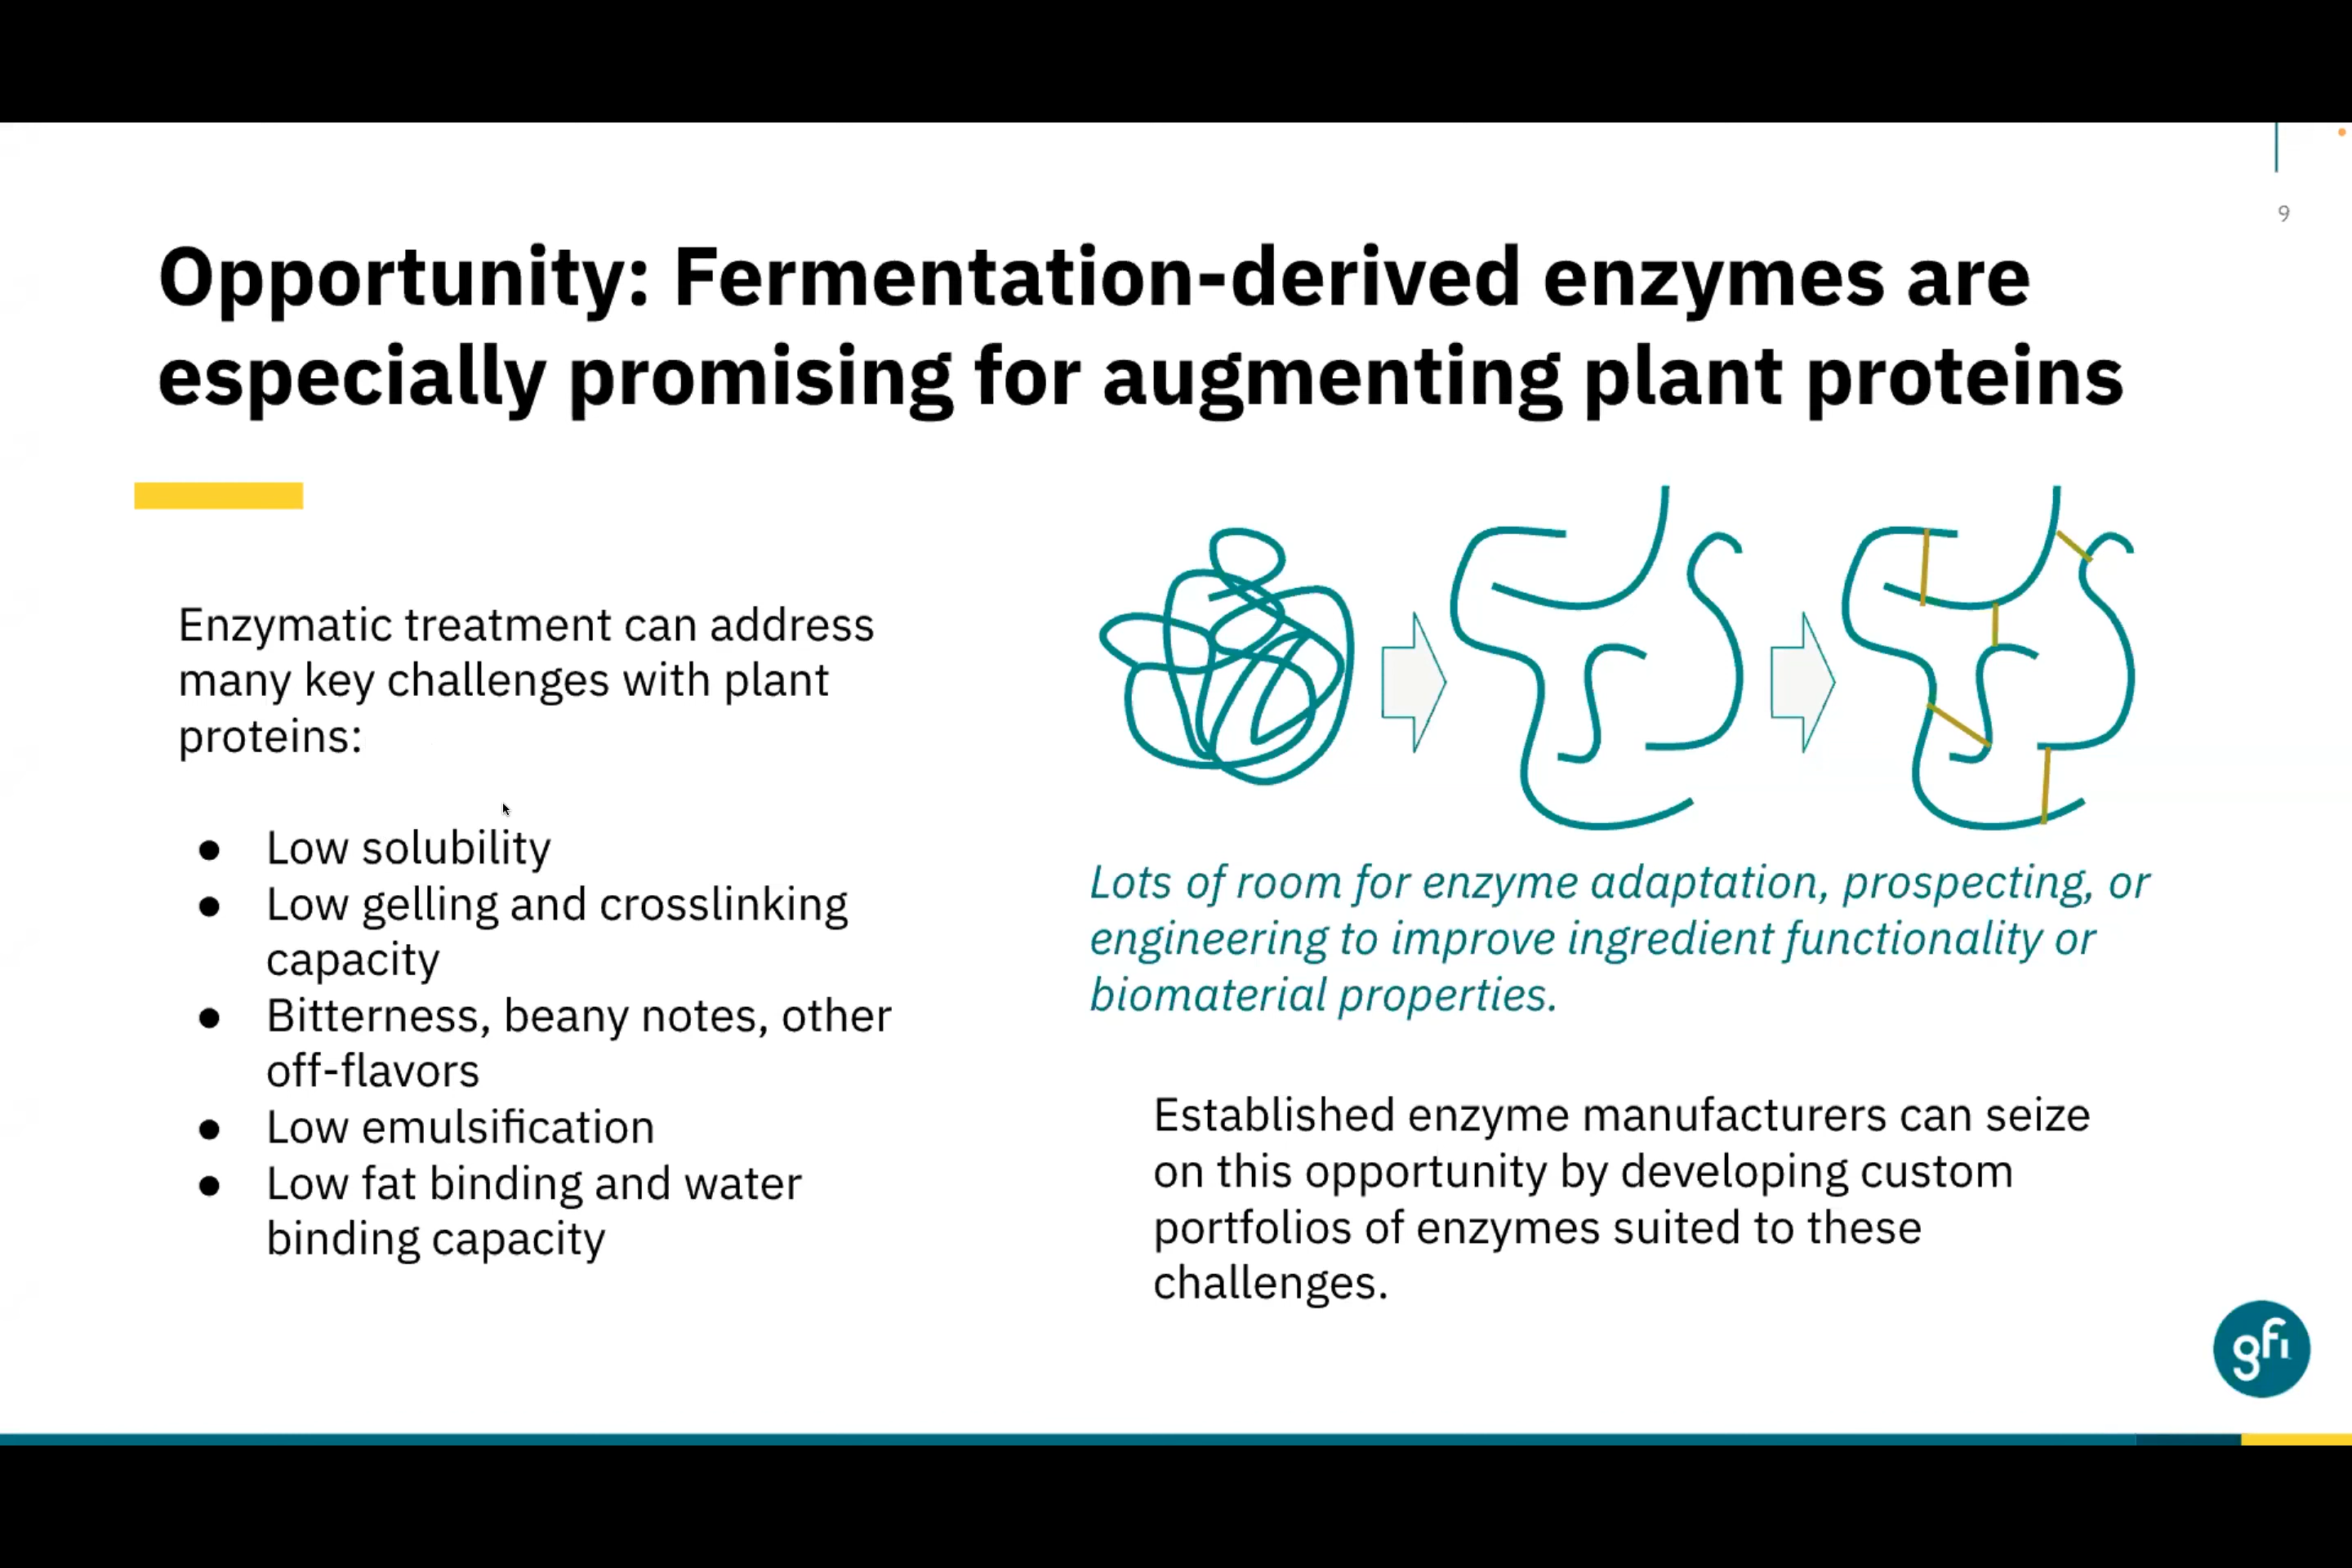 9
Opportunity: Fermentation-derived enzymes are
especially promising for augmenting plant proteins
Enzymatic treatment can address
many key challenges with plant
proteins:
● Low solubility
● Low gelling and crosslinking
capacity
● Bitterness, beany notes, other
off-flavors
● Low emulsification
● Low fat binding and water
binding capacity
Lots of room for enzyme adaptation, prospecting, or
engineering to improve ingredient functionality or
biomaterial properties.
Established enzyme manufacturers can seize
on this opportunity by developing custom
portfolios of enzymes suited to these
challenges.
gfi